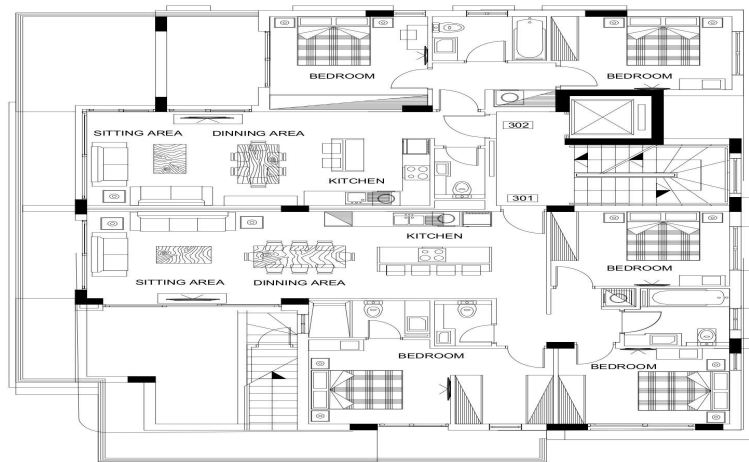 BEDROOM
BEDROOM
SITTING AREA
DINNING AREA
302
KITCHEN
301
KITCHEN
SITTING AREA
DINNING AREA
BEDROOM
BEDROOM
BEDROOM